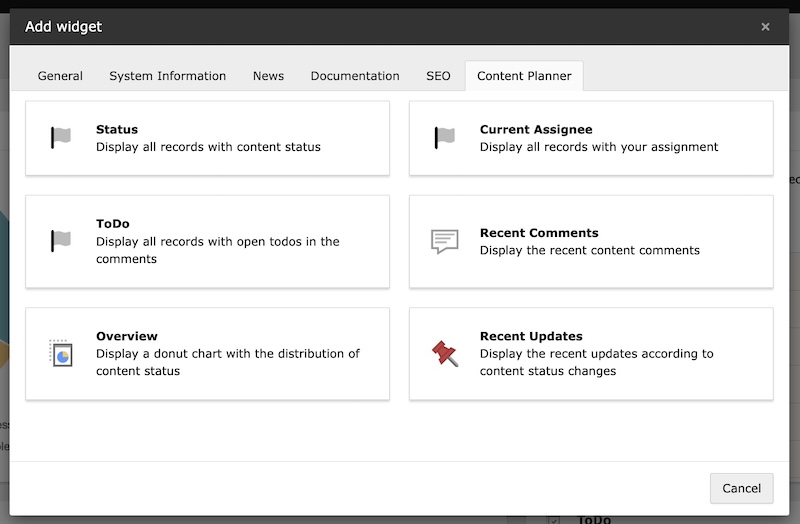 Add widget
General System Information News Documentation SEO Content Planner
Status
Display all records with content status
Current Assignee
Display all records with your assignment
ToDo
Display all records with open todos in the
comments
Recent Comments
Display the recent content comments
Overview
Display a donut chart with the distribution of
content status
Recent Updates
Display the recent updates according to
content status changes
Cancel
ToDo